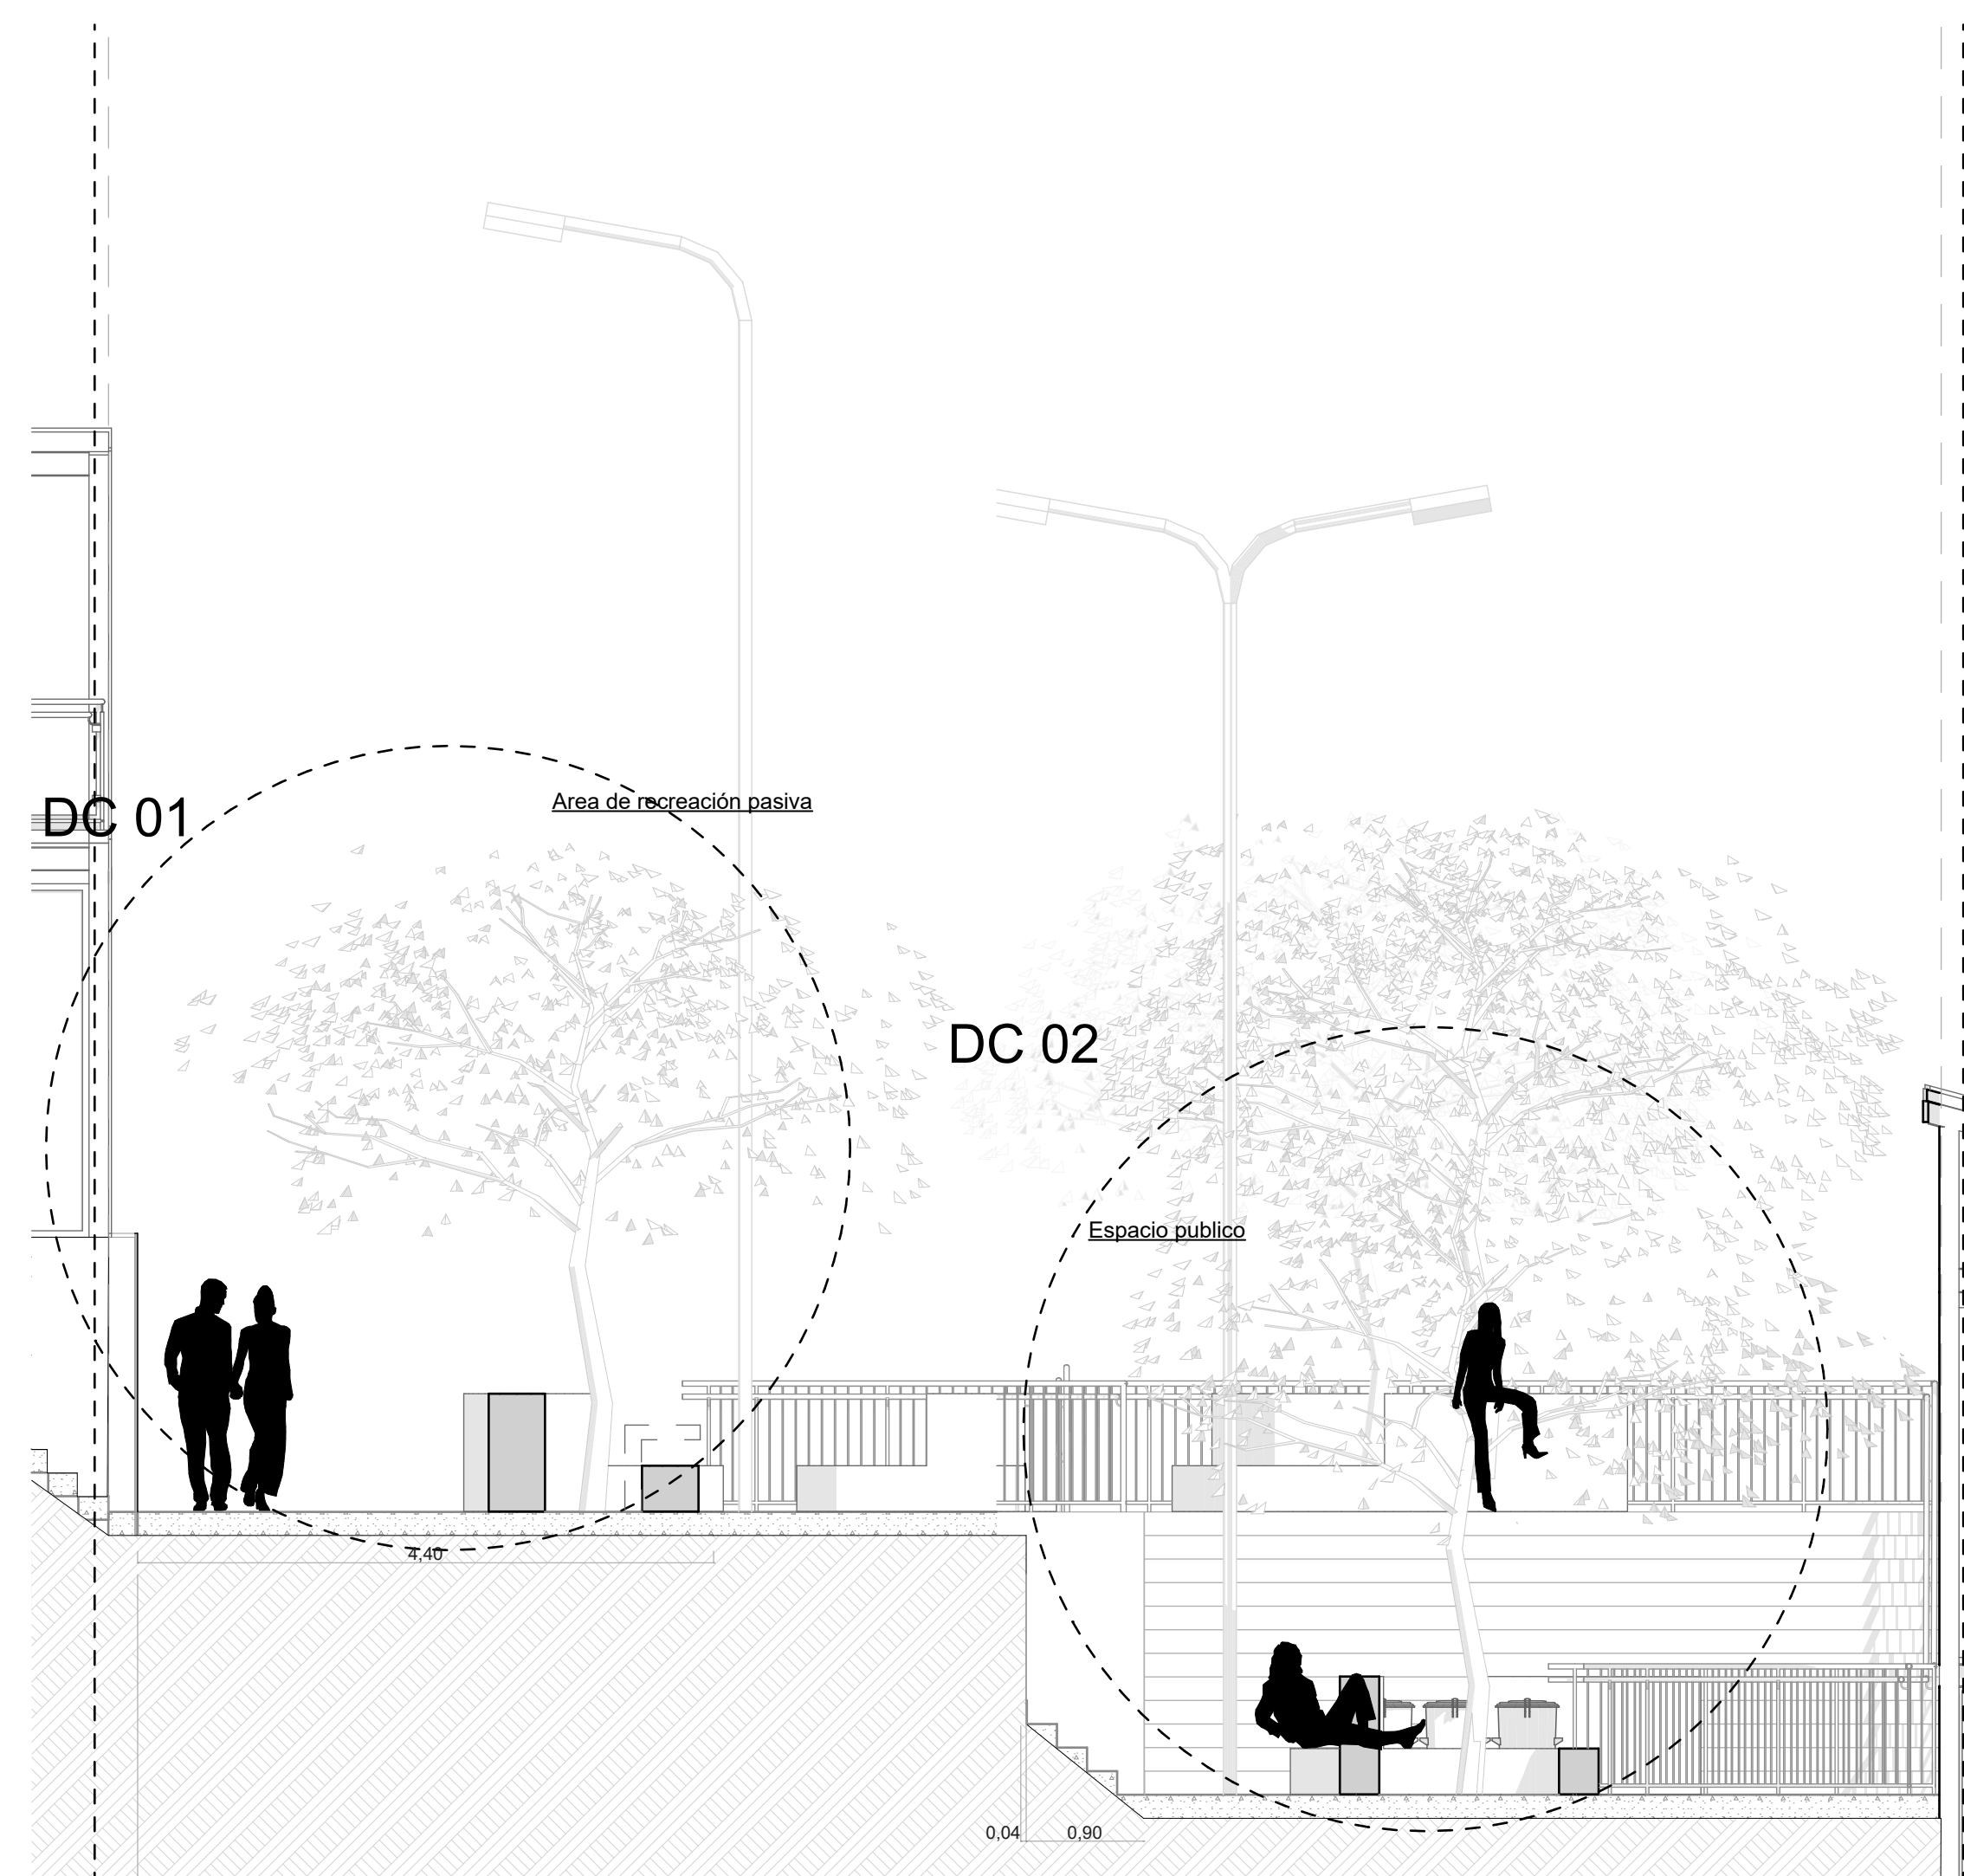 DC 01
Area de recreación pasiva
DC 02
Espacio publico
4,40
0,04
0,90